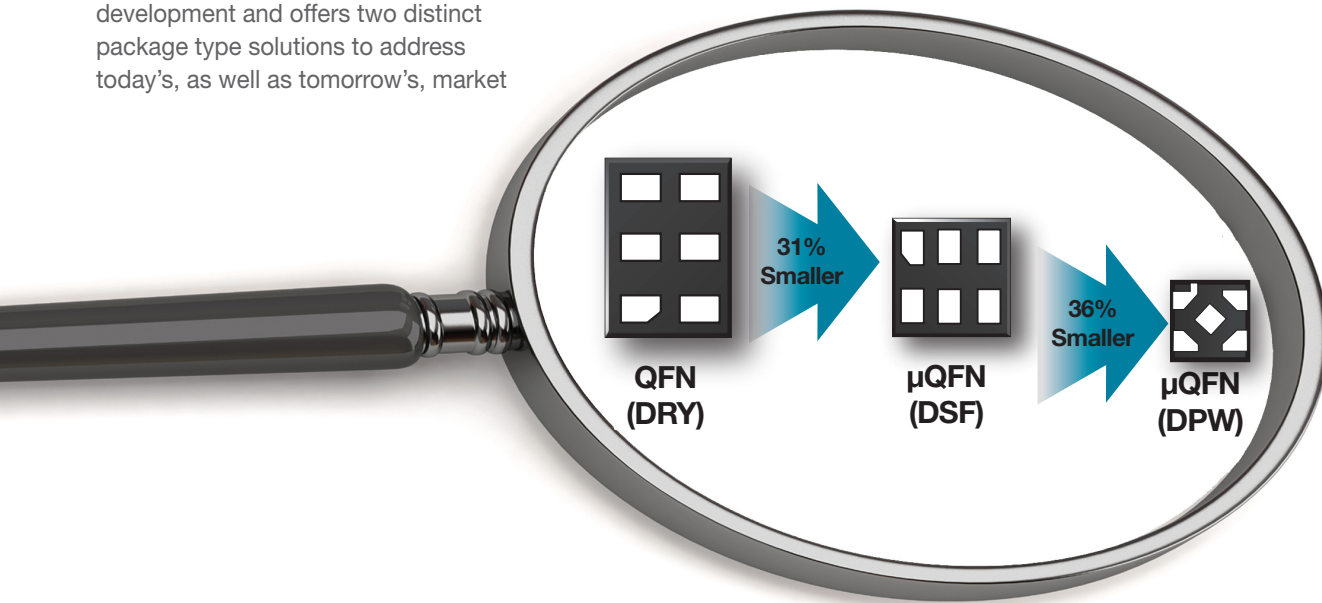 development and offers two distinct
package type solutions to address
today's, as well as tomorrow's, market
31%
Smaller
36%
Smaller
QFN
(DRY)
µQFN
(DSF)
µQFN
(DPW)